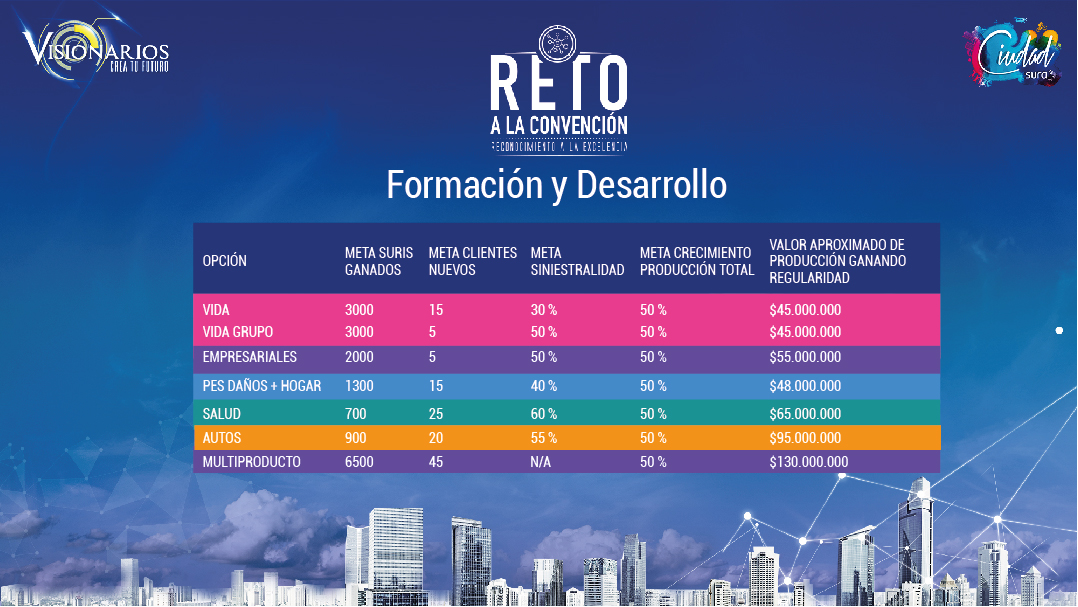 VISIONARIOS
CREA TU FUTURO
Ciudad
sura
RETO
A LA CONVENCIÓN
RECONOCIMIENTO A LA EXCELENCIA
Formación y Desarrollo
OPCIÓN META SURIS GANADOS META CLIENTES NUEVOS META SINIESTRALIDAD META CRECIMIENTO PRODUCCIÓN TOTAL VALOR APROXIMADO DE PRODUCCIÓN GANANDO REGULARIDAD
VIDA 3000 15 30 % 50 % $45.000.000
VIDA GRUPO 3000 5 50 % 50 % $45.000.000
EMPRESARIALES 2000 5 50 % 50 % $55.000.000
PES DAÑOS + HOGAR 1300 15 40 % 50 % $48.000.000
SALUD 700 25 60 % 50 % $65.000.000
AUTOS 900 20 55 % 50 % $95.000.000
MULTIPRODUCTO 6500 45 N/A 50 % $130.000.000